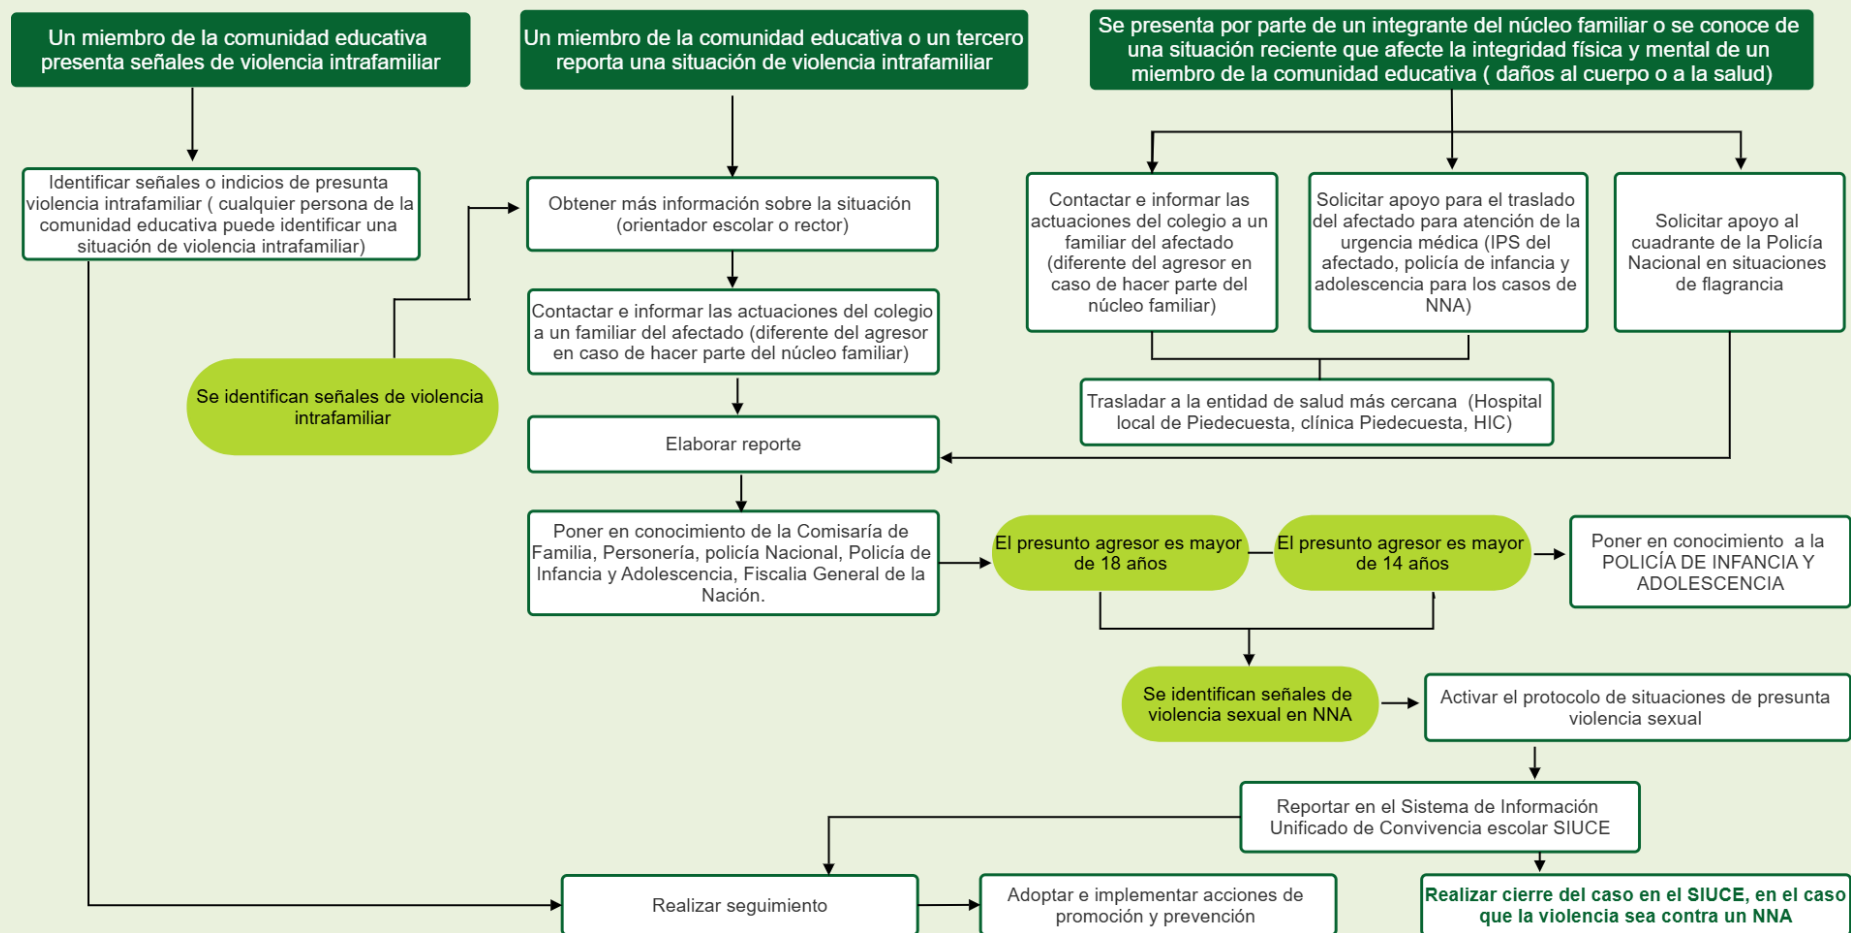 Un miembro de la comunidad educativa
presenta señales de violencia intrafamiliar
Un miembro de la comunidad educativa o un tercero
reporta una situación de violencia intrafamiliar
Se presenta por parte de un integrante del núcleo familiar o se conoce de
una situación reciente que afecte la integridad física y mental de un
miembro de la comunidad educativa ( daños al cuerpo o a la salud)
Identificar señales o indicios de presunta
violencia intrafamiliar ( cualquier persona de la
comunidad educativa puede identificar una
situación de violencia intrafamiliar)
Obtener más información sobre la situación
(orientador escolar o rector)
Contactar e informar las
actuaciones del colegio a un
familiar del afectado
(diferente del agresor en
caso de hacer parte del
núcleo familiar)
Solicitar apoyo para el traslado
del afectado para atención de la
urgencia médica (IPS del
afectado, policía de infancia y
adolescencia para los casos de
NNA)
Solicitar apoyo al
cuadrante de la Policía
Nacional en situaciones
de flagrancia
Contactar e informar las actuaciones del colegio
a un familiar del afectado (diferente del agresor
en caso de hacer parte del núcleo familiar)
Se identifican señales de violencia
intrafamiliar
Trasladar a la entidad de salud más cercana (Hospital
local de Piedecuesta, clínica Piedecuesta, HIC)
Elaborar reporte
Poner en conocimiento de la Comisaría de
Familia, Personería, policía Nacional, Policía de
Infancia y Adolescencia, Fiscalia General de la
Nación.
El presunto agresor es mayor
de 18 años
El presunto agresor es mayor
de 14 años
Poner en conocimiento a la
POLICÍA DE INFANCIA Y
ADOLESCENCIA
Se identifican señales de
violencia sexual en NNA
Activar el protocolo de situaciones de presunta
violencia sexual
Reportar en el Sistema de Información
Unificado de Convivencia escolar SIUCE
Realizar seguimiento
Adoptar e implementar acciones de
promoción y prevención
Realizar cierre del caso en el SIUCE, en el caso
que la violencia sea contra un NNA